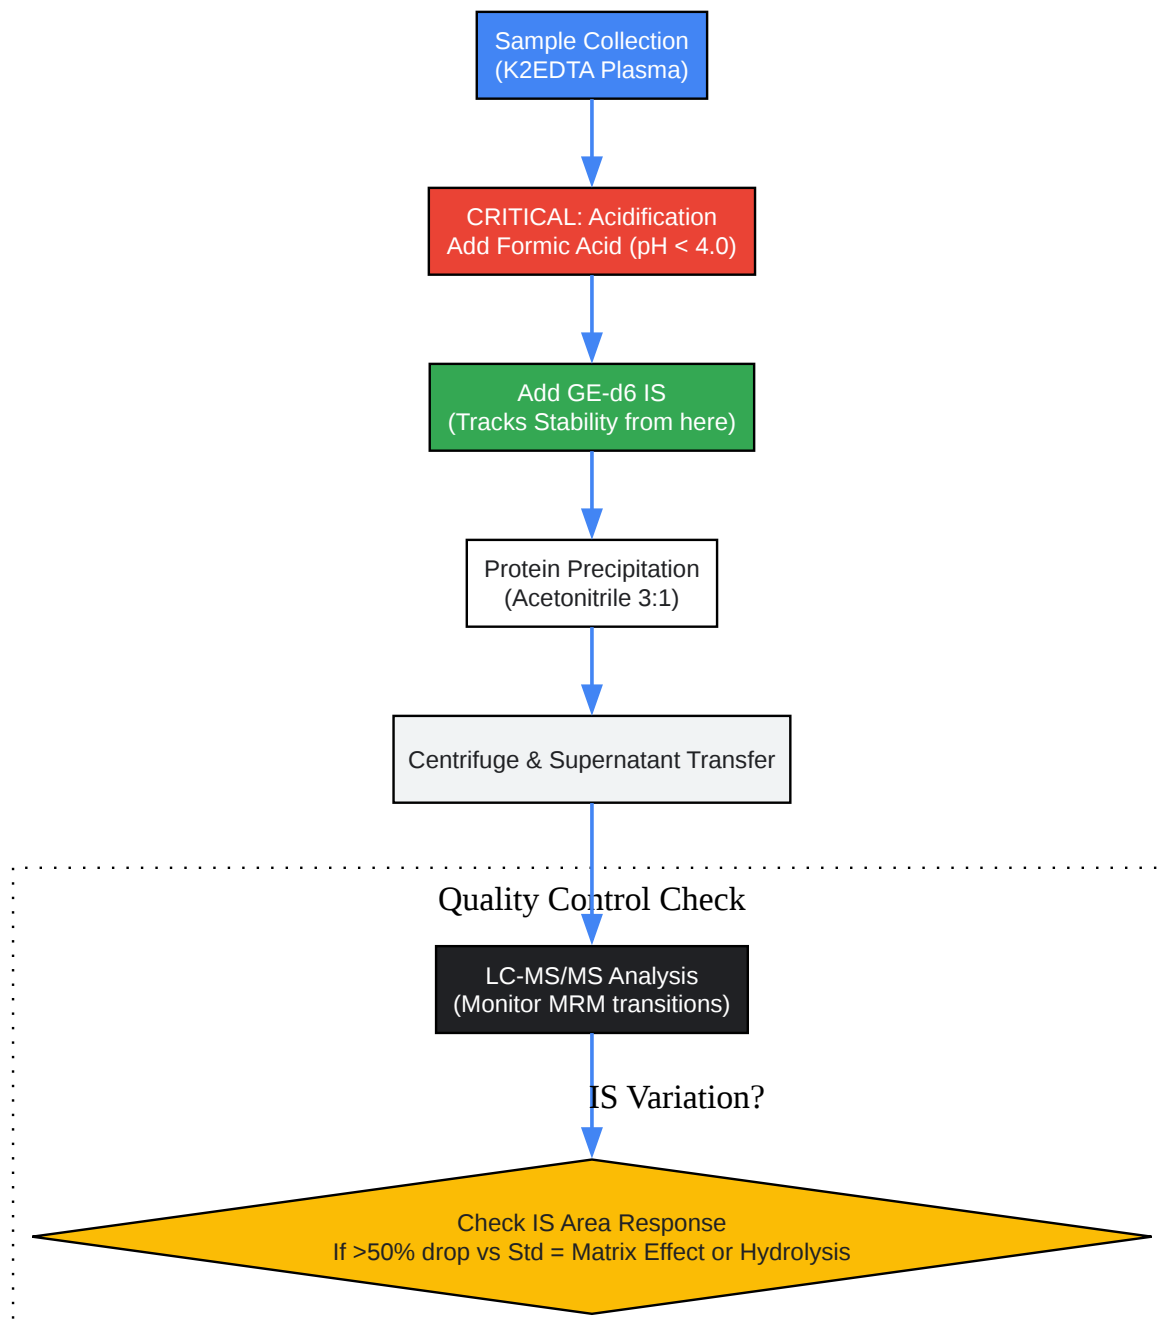 Sample Collection
(K2EDTA Plasma)
CRITICAL: Acidification
Add Formic Acid (pH < 4.0)
Add GE-d6 IS
(Tracks Stability from here)
Protein Precipitation
(Acetonitrile 3:1)
Centrifuge & Supernatant Transfer
Quality Control Check
LC-MS/MS Analysis
(Monitor MRM transitions)
IS Variation?
Check IS Area Response
If >50% drop vs Std = Matrix Effect or Hydrolysis